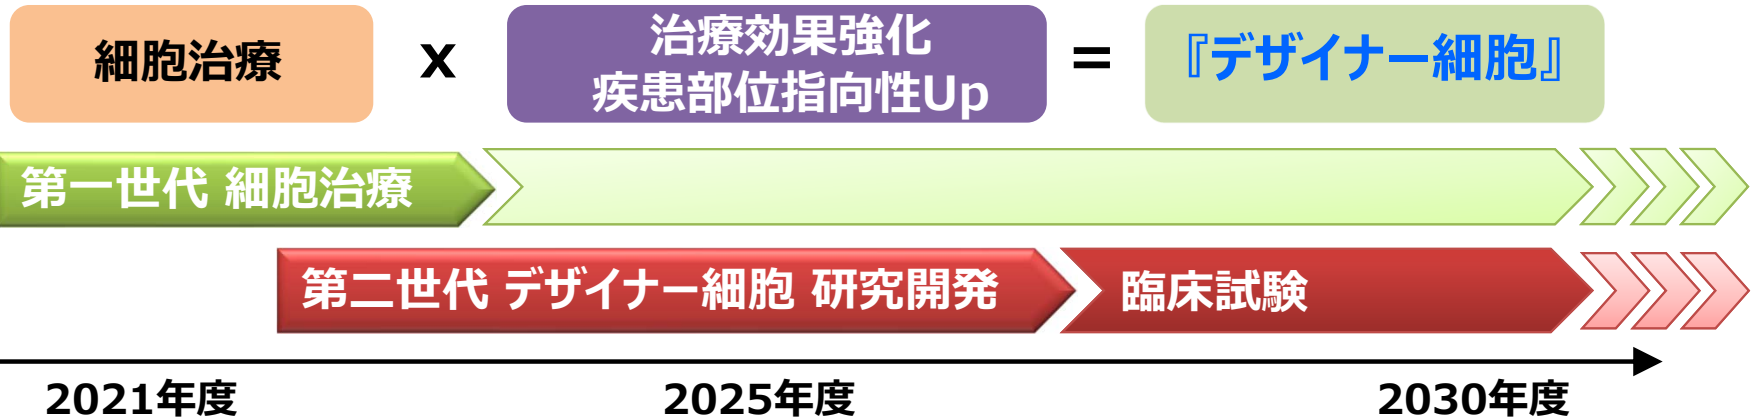 細胞治療
x
治療効果強化
疾患部位指向性Up
=
『デザイナー細胞』
第一世代 細胞治療
第二世代 デザイナー細胞 研究開発
臨床試験
2021年度
2025年度
2030年度